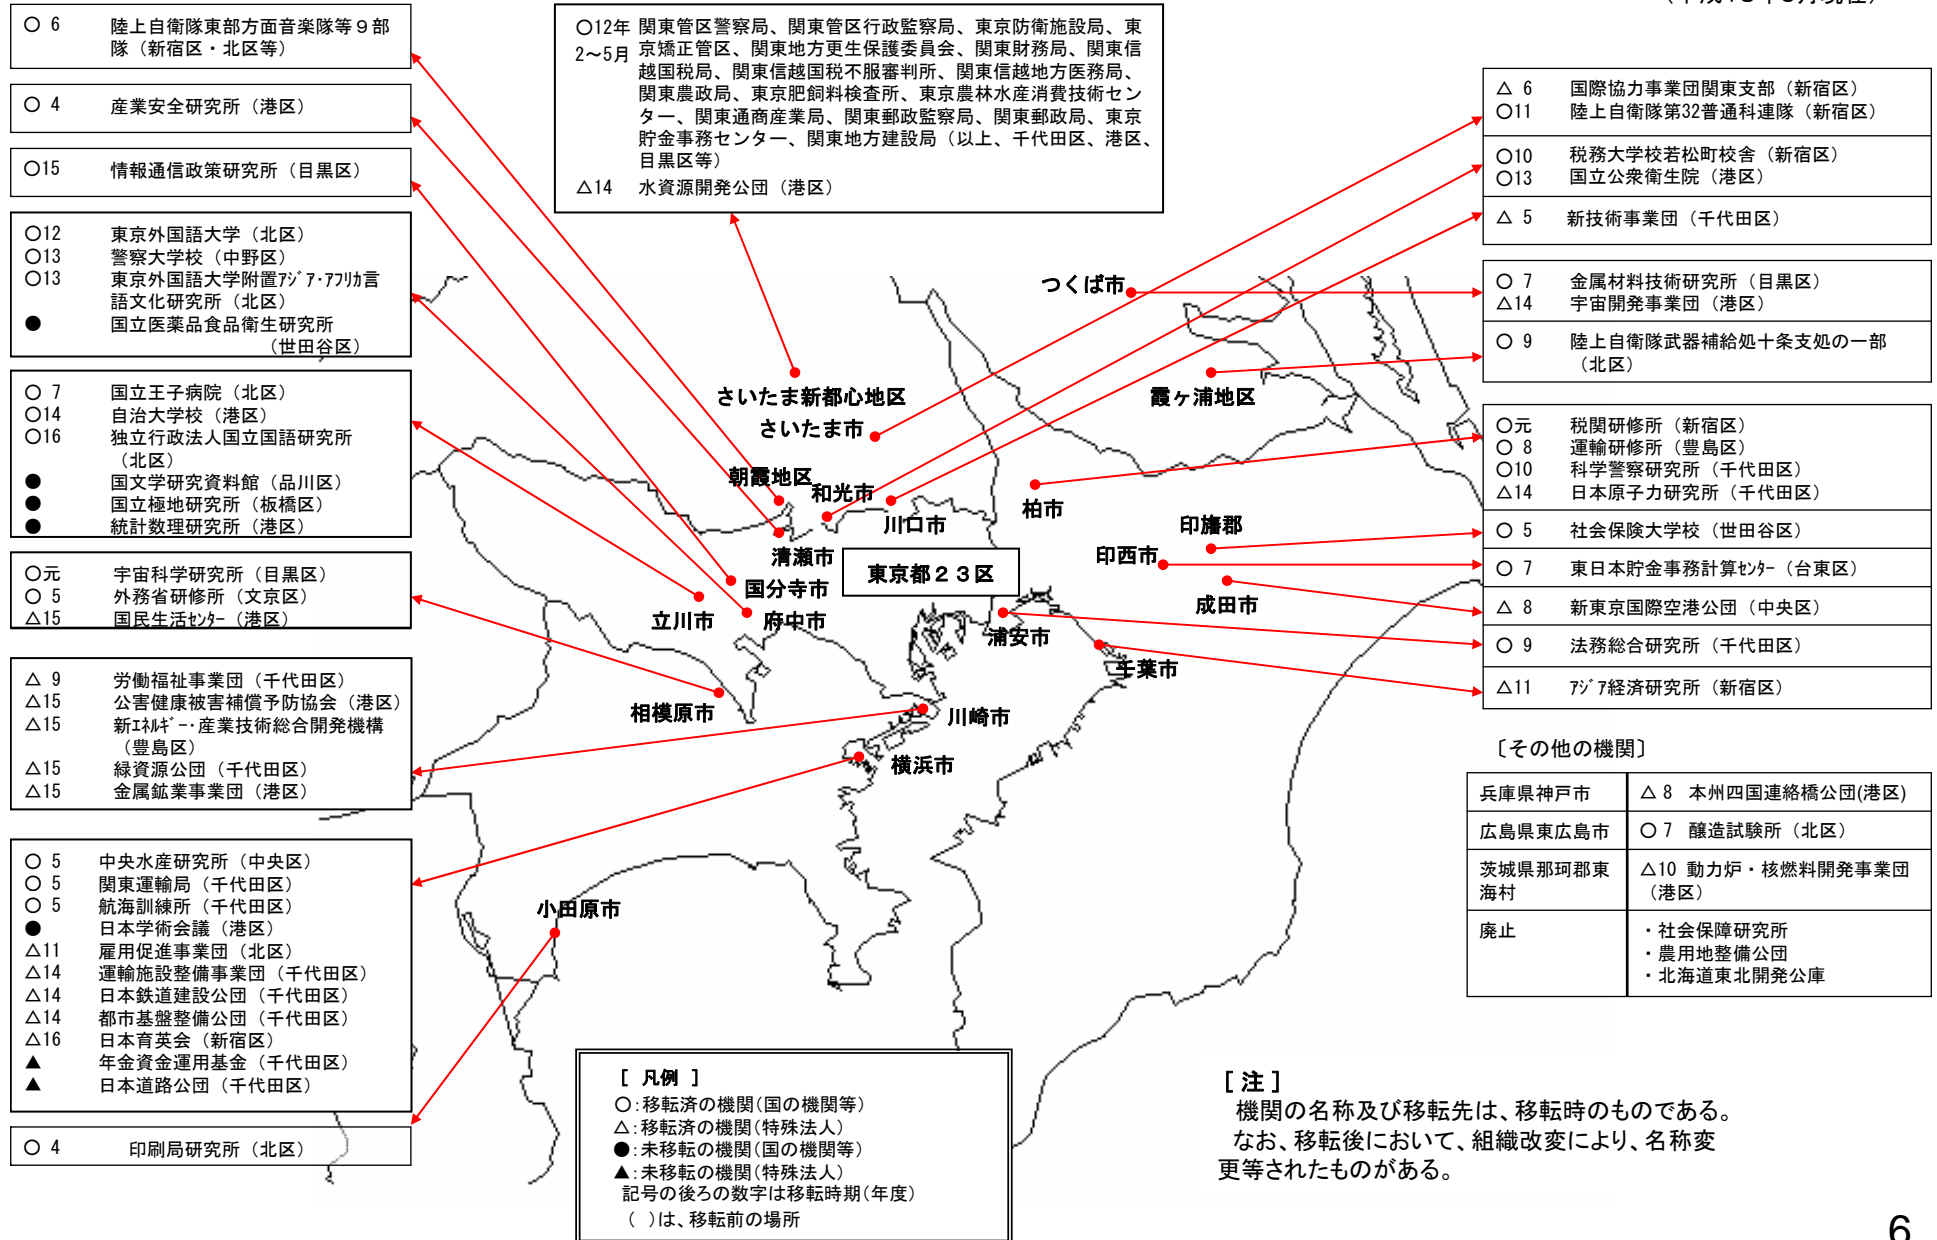 ○ 6 陸上自衛隊東部方面音楽隊等９部
隊（新宿区・北区等）
○ 4 産業安全研究所（港区）
○15 情報通信政策研究所（目黒区）
○12 東京外国語大学（北区）
○13 警察大学校（中野区）
○13 東京外国語大学附置ｱｼﾞｱ･ｱﾌﾘｶ言
語文化研究所（北区）
● 国立医薬品食品衛生研究所
（世田谷区）
○ 7 国立王子病院（北区）
○14 自治大学校（港区）
○16 独立行政法人国立国語研究所
（北区）
● 国文学研究資料館（品川区）
● 国立極地研究所（板橋区）
● 統計数理研究所（港区）
○元 宇宙科学研究所（目黒区）
○ 5 外務省研修所（文京区）
△15 国民生活ｾﾝﾀｰ（港区）
△ 9 労働福祉事業団（千代田区）
△15 公害健康被害補償予防協会（港区）
△15 新ｴﾈﾙｷﾞｰ･産業技術総合開発機構
（豊島区）
△15 緑資源公団（千代田区）
△15 金属鉱業事業団（港区）
○ 5 中央水産研究所（中央区）
○ 5 関東運輸局（千代田区）
○ 5 航海訓練所（千代田区）
● 日本学術会議（港区）
△11 雇用促進事業団（北区）
△14 運輸施設整備事業団（千代田区）
△14 日本鉄道建設公団（千代田区）
△14 都市基盤整備公団（千代田区）
△16 日本育英会（新宿区）
▲ 年金資金運用基金（千代田区）
▲ 日本道路公団（千代田区）
○ 4 印刷局研究所（北区）
○12年 関東管区警察局、関東管区行政監察局、東京防衛施設局、東
2～5月 京矯正管区、関東地方更生保護委員会、関東財務局、関東信
越国税局、関東信越国税不服審判所、関東信越地方医務局、
関東農政局、東京肥飼料検査所、東京農林水産消費技術セン
ター、関東通商産業局、関東郵政監察局、関東郵政局、東京
貯金事務センター、関東地方建設局（以上、千代田区、港区、
目黒区等）
△14 水資源開発公団（港区）
つくば市
さいたま新都心地区
さいたま市
霞ヶ浦地区
朝霞地区
和光市
川口市
柏市
印旛郡
清瀬市
東京都２３区
印西市
国分寺市
成田市
立川市
府中市
浦安市
千葉市
相模原市
川崎市
横浜市
小田原市
△ 6 国際協力事業団関東支部（新宿区）
○11 陸上自衛隊第32普通科連隊（新宿区）
○10 税務大学校若松町校舎（新宿区）
○13 国立公衆衛生院（港区）
△ 5 新技術事業団（千代田区）
○ 7 金属材料技術研究所（目黒区）
△14 宇宙開発事業団（港区）
○ 9 陸上自衛隊武器補給処十条支処の一部
（北区）
○元 税関研修所（新宿区）
○ 8 運輸研修所（豊島区）
○10 科学警察研究所（千代田区）
△14 日本原子力研究所（千代田区）
○ 5 社会保険大学校（世田谷区）
○ 7 東日本貯金事務計算ｾﾝﾀｰ（台東区）
△ 8 新東京国際空港公団（中央区）
○ 9 法務総合研究所（千代田区）
△11 ｱｼﾞｱ経済研究所（新宿区）
〔その他の機関〕
兵庫県神戸市 △ 8 本州四国連絡橋公団(港区)
広島県東広島市 ○ 7 醸造試験所（北区）
茨城県那珂郡東 △10 動力炉・核燃料開発事業団
海村 （港区）
廃止 ・社会保障研究所
・農用地整備公団
・北海道東北開発公庫
［ 凡例 ］
○：移転済の機関（国の機関等）
△：移転済の機関（特殊法人）
●：未移転の機関（国の機関等）
▲：未移転の機関（特殊法人）
記号の後ろの数字は移転時期（年度）
（ ）は、移転前の場所
［ 注 ］
機関の名称及び移転先は、移転時のものである。
なお、移転後において、組織改変により、名称変
更等されたものがある。
6